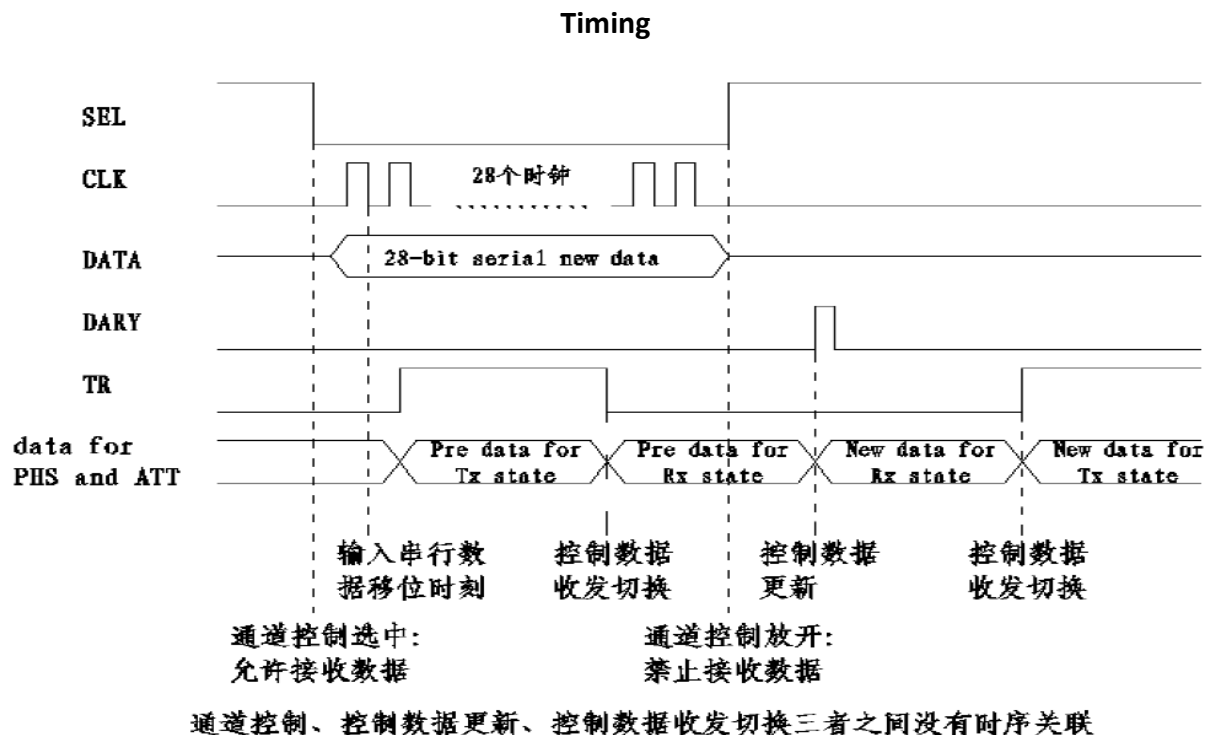 Timing
SEL
CLK
28个时钟
DATA
28-bit serial new data
DARY
TR
data for
PHS and ATT
Pre data for
Tx state
Pre data for
Rx state
New data for
Rx state
New data for
Tx state
输入串行数
据移位时刻
控制数据
收发切换
控制数据
更新
控制数据
收发切换
通道控制选中:
允许接收数据
通道控制放开:
禁止接收数据
通道控制、控制数据更新、控制数据收发切换三者之间没有时序关联